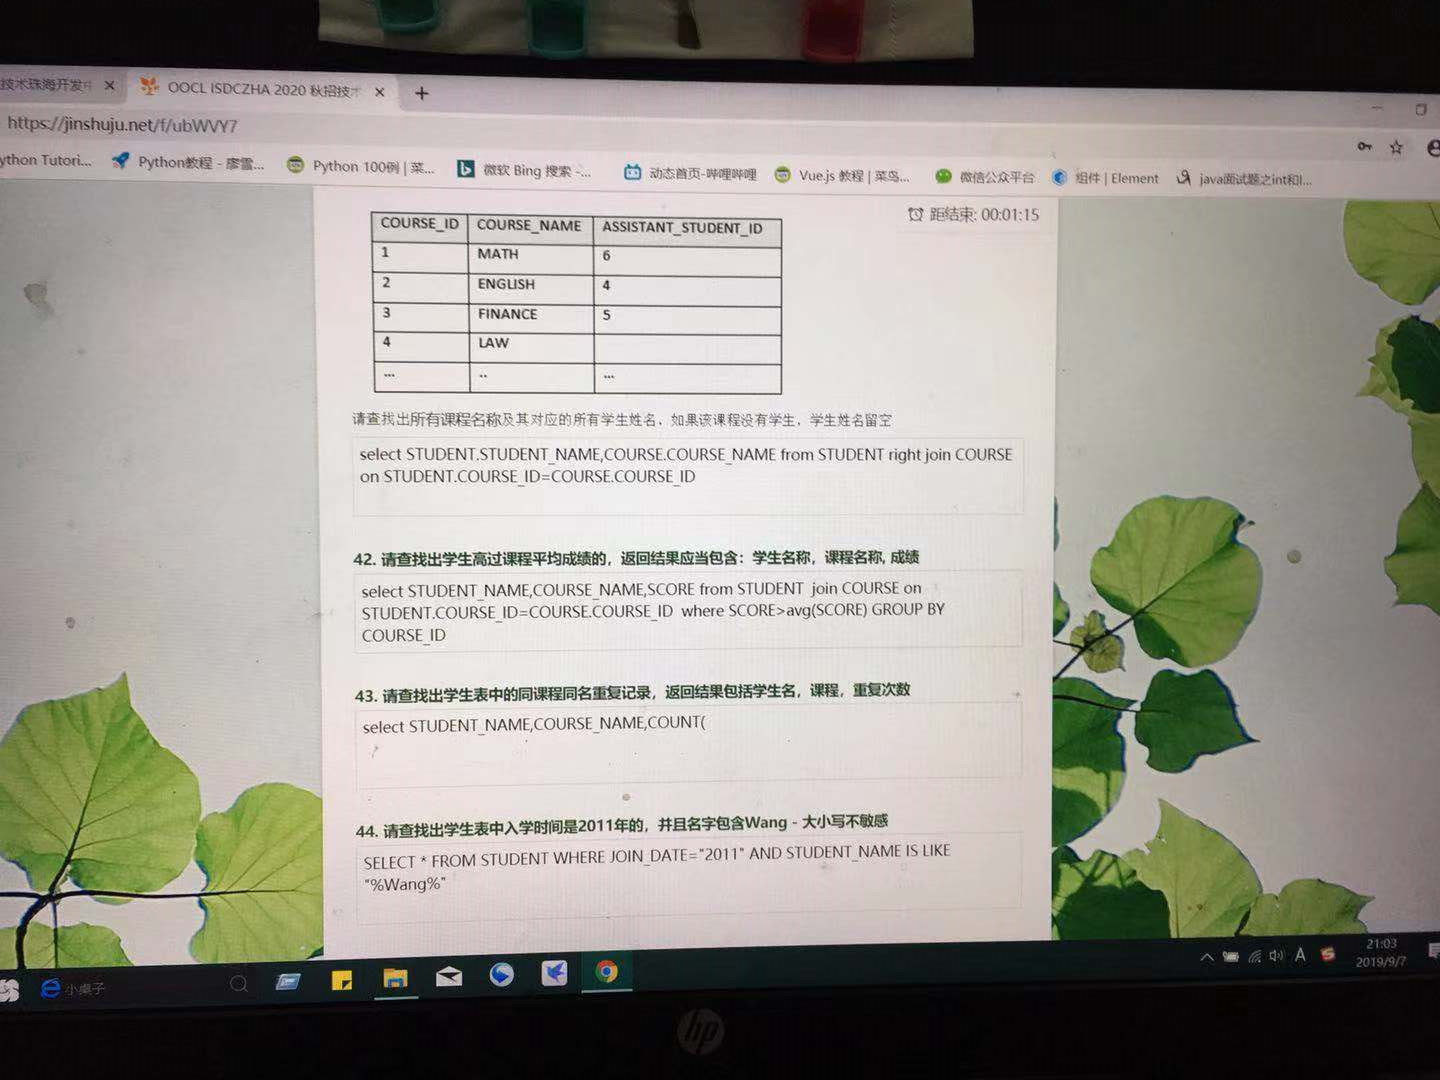 技术珠海开发
OOCL ISDCZHA 2020 秋招技
https://jinshuju.net/f/ubWVY7
ython Tutori...
Python教程 - 廖雪...
Python 100例 | 菜...
微软 Bing 搜索 -...
动态首页-哔哩哔哩
Vue.js 教程 | 菜鸟...
微信公众平台
组件 | Element
java面试题之int和I...
距结束: 00:01:15
COURSE_ID COURSE_NAME ASSISTANT_STUDENT_ID
1 MATH 6
2 ENGLISH 4
3 FINANCE 5
4 LAW
... .. ...
请查找出所有课程名称及其对应的所有学生姓名，如果该课程没有学生，学生姓名留空
select STUDENT.STUDENT_NAME,COURSE.COURSE_NAME from STUDENT right join COURSE
on STUDENT.COURSE_ID=COURSE.COURSE_ID
42. 请查找出学生高过课程平均成绩的，返回结果应当包含：学生名称，课程名称, 成绩
select STUDENT_NAME,COURSE_NAME,SCORE from STUDENT join COURSE on
STUDENT.COURSE_ID=COURSE.COURSE_ID where SCORE>avg(SCORE) GROUP BY
COURSE_ID
43. 请查找出学生表中的同课程同名重复记录，返回结果包括学生名，课程，重复次数
select STUDENT_NAME,COURSE_NAME,COUNT(
44. 请查找出学生表中入学时间是2011年的，并且名字包含Wang - 大小写不敏感
SELECT * FROM STUDENT WHERE JOIN_DATE="2011" AND STUDENT_NAME IS LIKE
"%Wang%"
小桌子
A
21:03
2019/9/7
hp